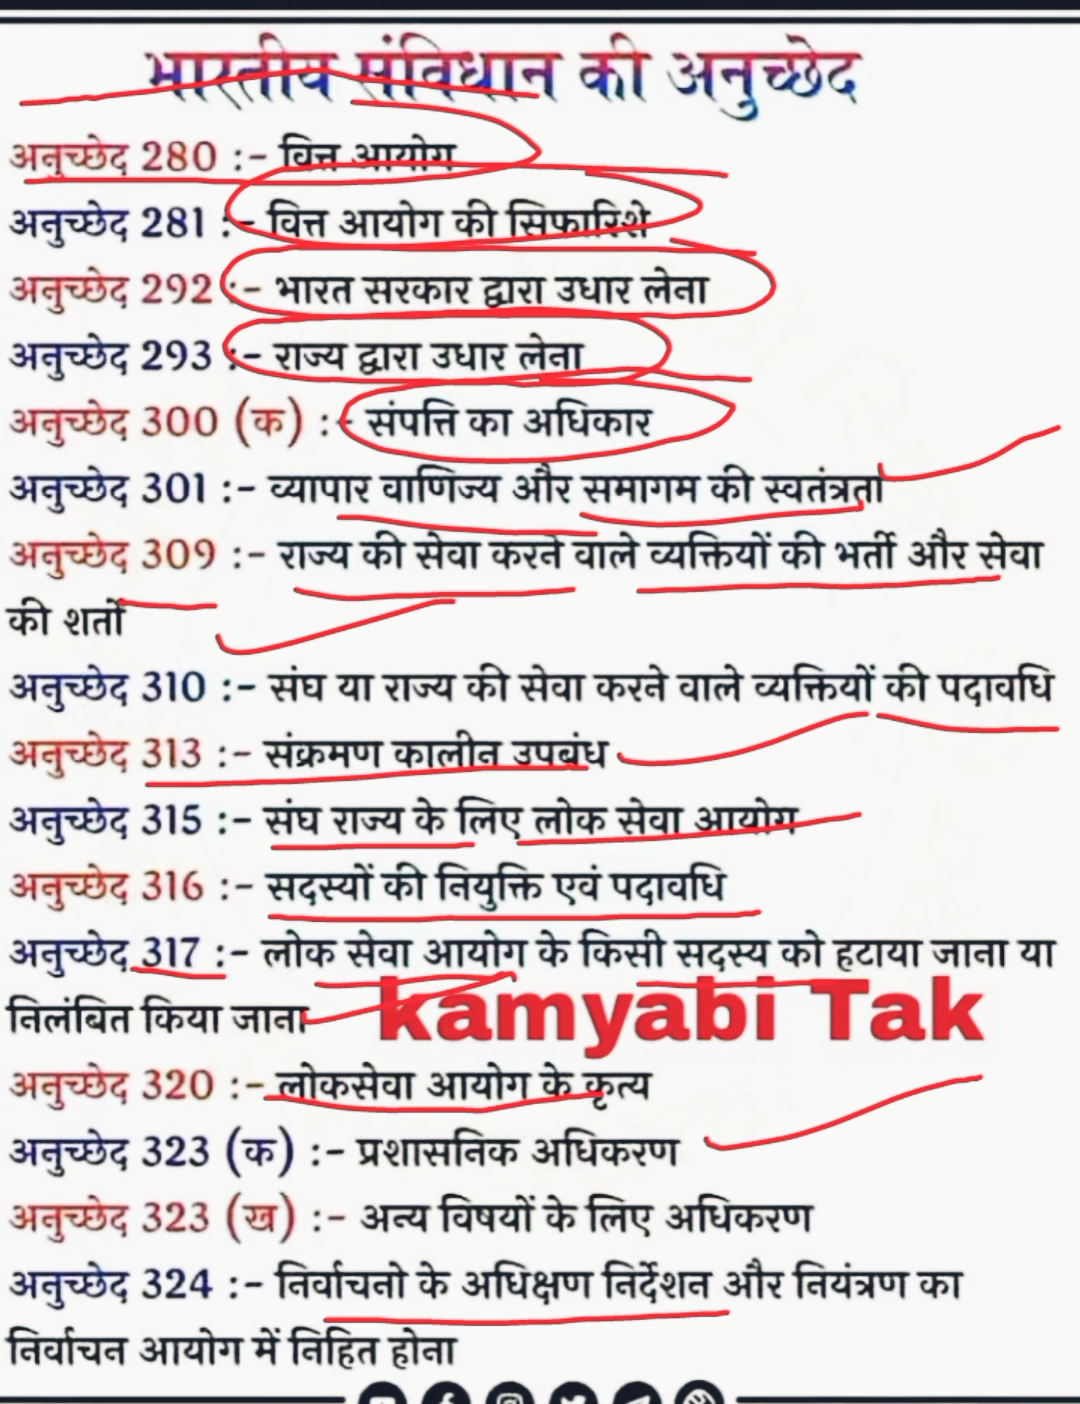 भारतीय संविधान की अनुच्छेद
अनुच्छेद 280 :- वित्त आयोग
अनुच्छेद 281 :- वित्त आयोग की सिफारिशे
अनुच्छेद 292 :- भारत सरकार द्वारा उधार लेना
अनुच्छेद 293 :- राज्य द्वारा उधार लेना
अनुच्छेद 300 (क) :- संपत्ति का अधिकार
अनुच्छेद 301 :- व्यापार वाणिज्य और समागम की स्वतंत्रता
अनुच्छेद 309 :- राज्य की सेवा करने वाले व्यक्तियों की भर्ती और सेवा
की शर्तों
अनुच्छेद 310 :- संघ या राज्य की सेवा करने वाले व्यक्तियों की पदावधि
अनुच्छेद 313 :- संक्रमण कालीन उपबंध
अनुच्छेद 315 :- संघ राज्य के लिए लोक सेवा आयोग
अनुच्छेद 316 :- सदस्यों की नियुक्ति एवं पदावधि
अनुच्छेद 317 :- लोक सेवा आयोग के किसी सदस्य को हटाया जाना या
निलंबित किया जाना
kamyabi Tak
अनुच्छेद 320 :- लोकसेवा आयोग के कृत्य
अनुच्छेद 323 (क) :- प्रशासनिक अधिकरण
अनुच्छेद 323 (ख) :- अन्य विषयों के लिए अधिकरण
अनुच्छेद 324 :- निर्वाचनो के अधिक्षण निर्देशन और नियंत्रण का
निर्वाचन आयोग में निहित होना